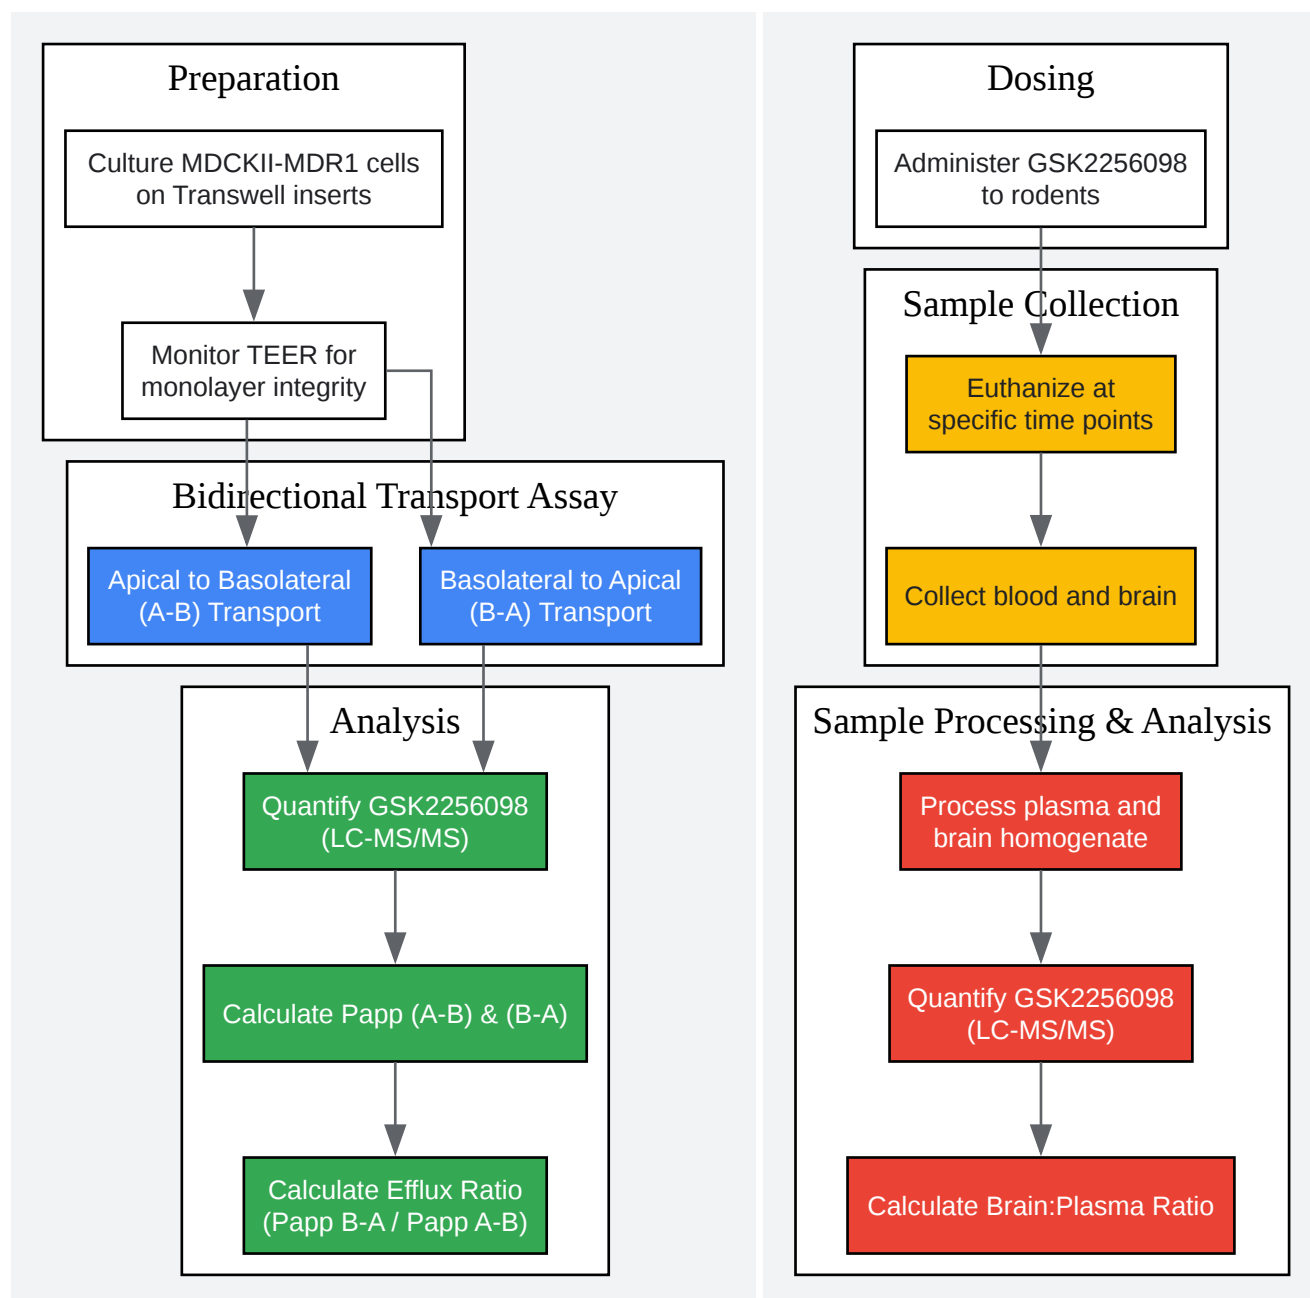 Preparation
Culture MDCKII-MDR1 cells
on Transwell inserts
Monitor TEER for
monolayer integrity
Bidirectional Transport Assay
Apical to Basolateral
(A-B) Transport
Basolateral to Apical
(B-A) Transport
Analysis
Quantify GSK2256098
(LC-MS/MS)
Calculate Papp (A-B) & (B-A)
Calculate Efflux Ratio
(Papp B-A / Papp A-B)
Dosing
Administer GSK2256098
to rodents
Sample Collection
Euthanize at
specific time points
Collect blood and brain
Sample Processing & Analysis
Process plasma and
brain homogenate
Quantify GSK2256098
(LC-MS/MS)
Calculate Brain:Plasma Ratio